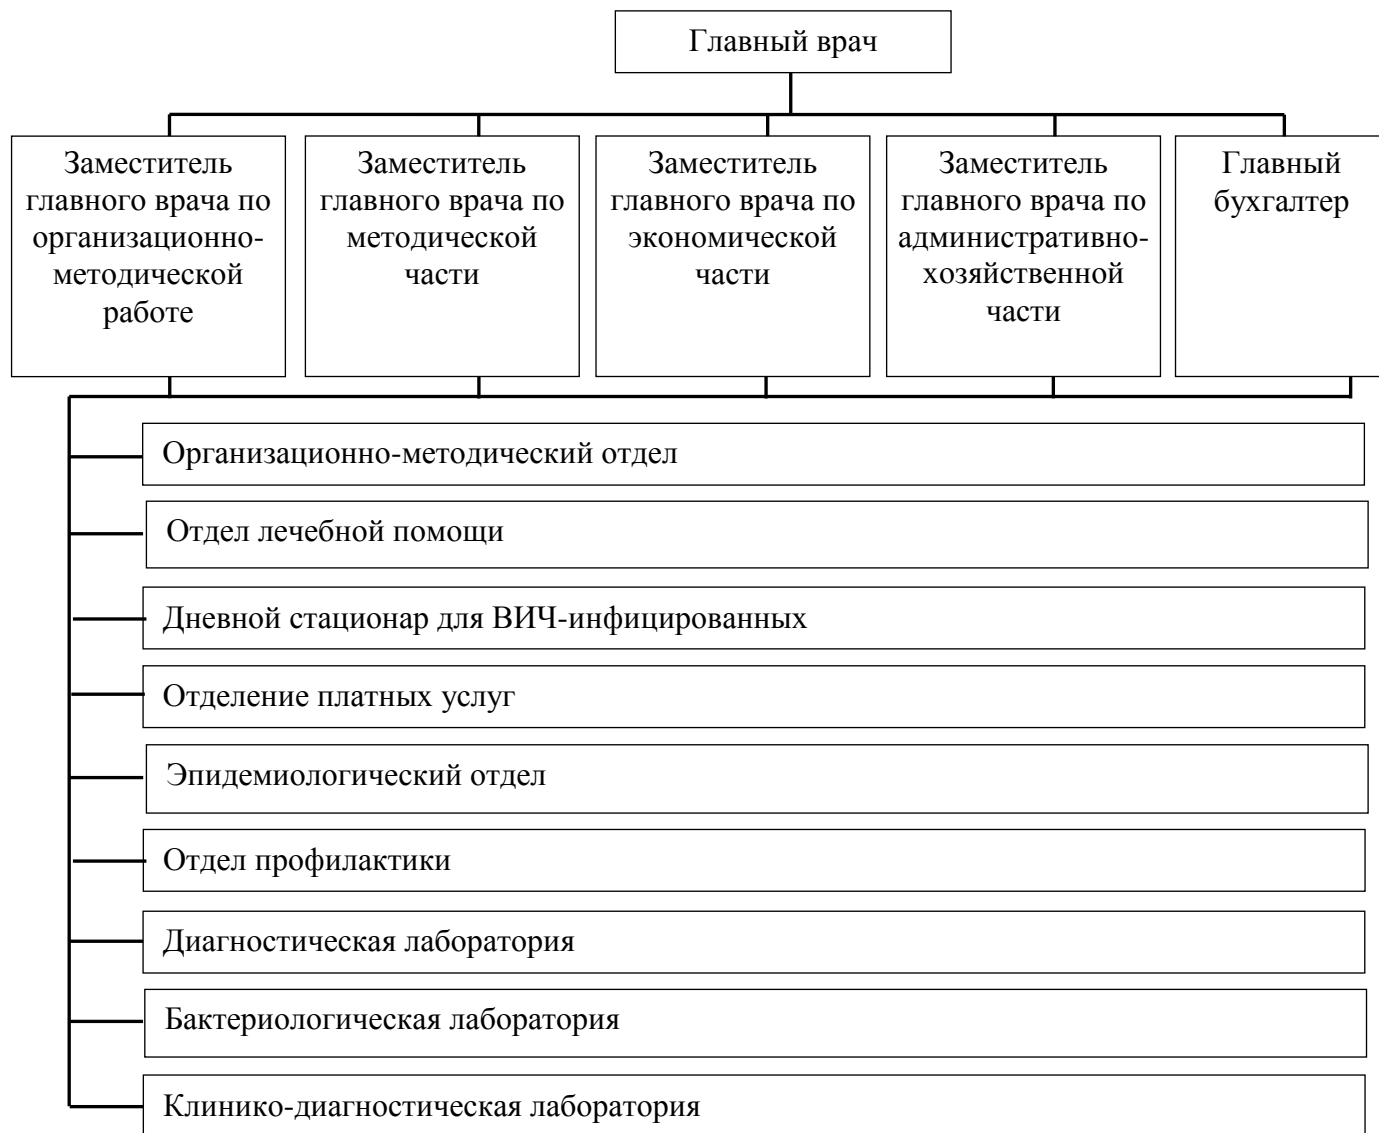 Главный врач
Заместитель
главного врача по
организационно-
методической
работе
Заместитель
главного врача по
методической
части
Заместитель
главного врача по
экономической
части
Заместитель
главного врача по
административно-
хозяйственной
части
Главный
бухгалтер
Организационно-методический отдел
Отдел лечебной помощи
Дневной стационар для ВИЧ-инфицированных
Отделение платных услуг
Эпидемиологический отдел
Отдел профилактики
Диагностическая лаборатория
Бактериологическая лаборатория
Клинико-диагностическая лаборатория